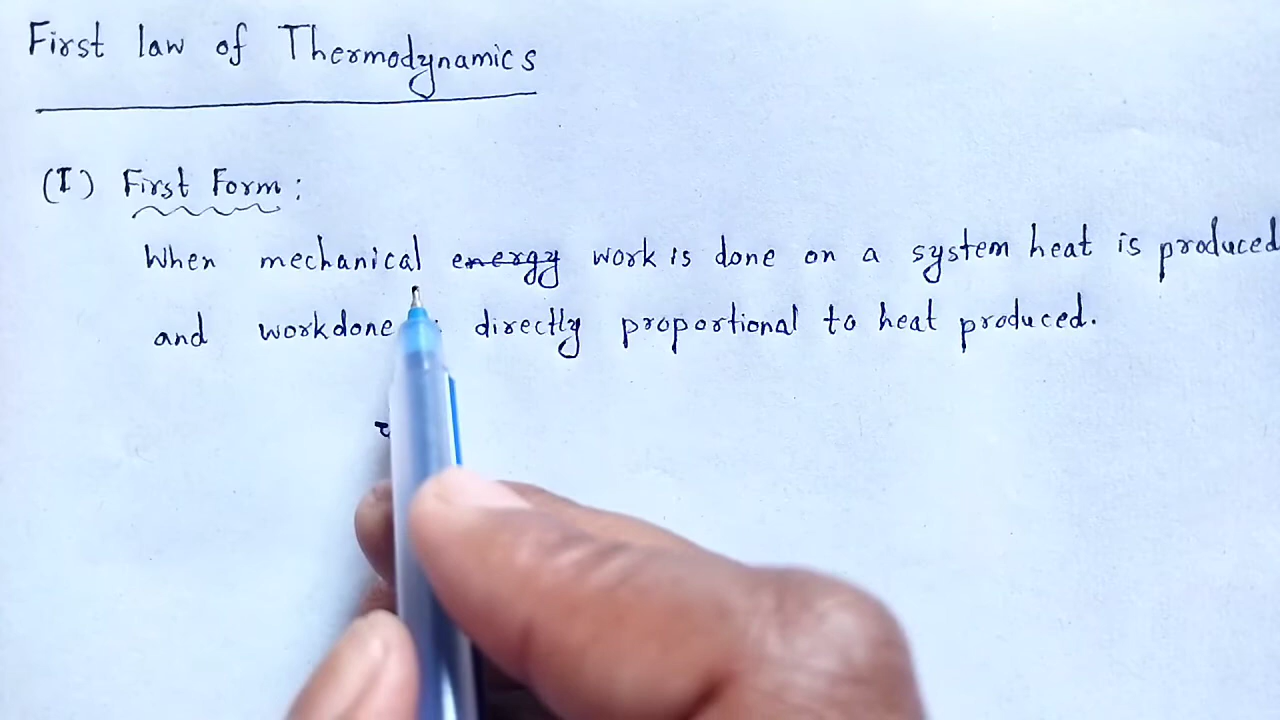 First law of Thermodynamics
(I) First Form :
When mechanical energy work is done on a system heat is produced
and workdone directly proportional to heat produced.